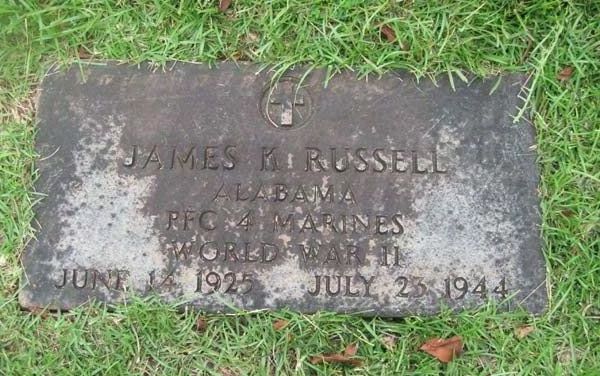 JAMES K RUSSELL
ALABAMA
PFC 4 MARINES
WORLD WAR II
JUNE 14 1925 JULY 23 1944